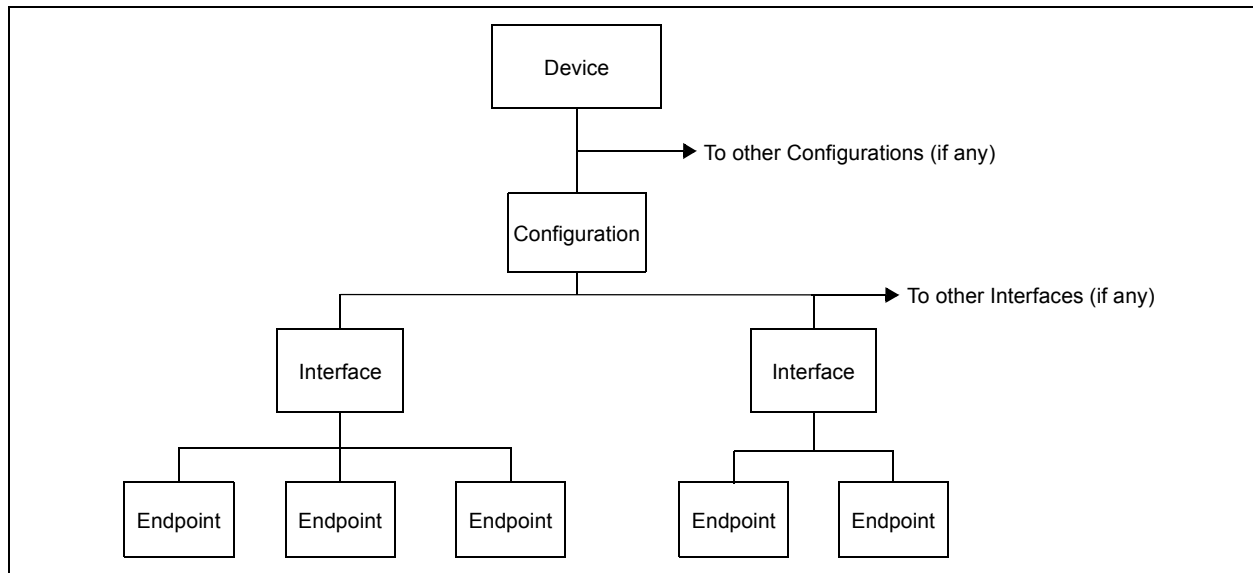 Device
To other Configurations (if any)
Configuration
To other Interfaces (if any)
Interface
Interface
Endpoint
Endpoint
Endpoint
Endpoint
Endpoint